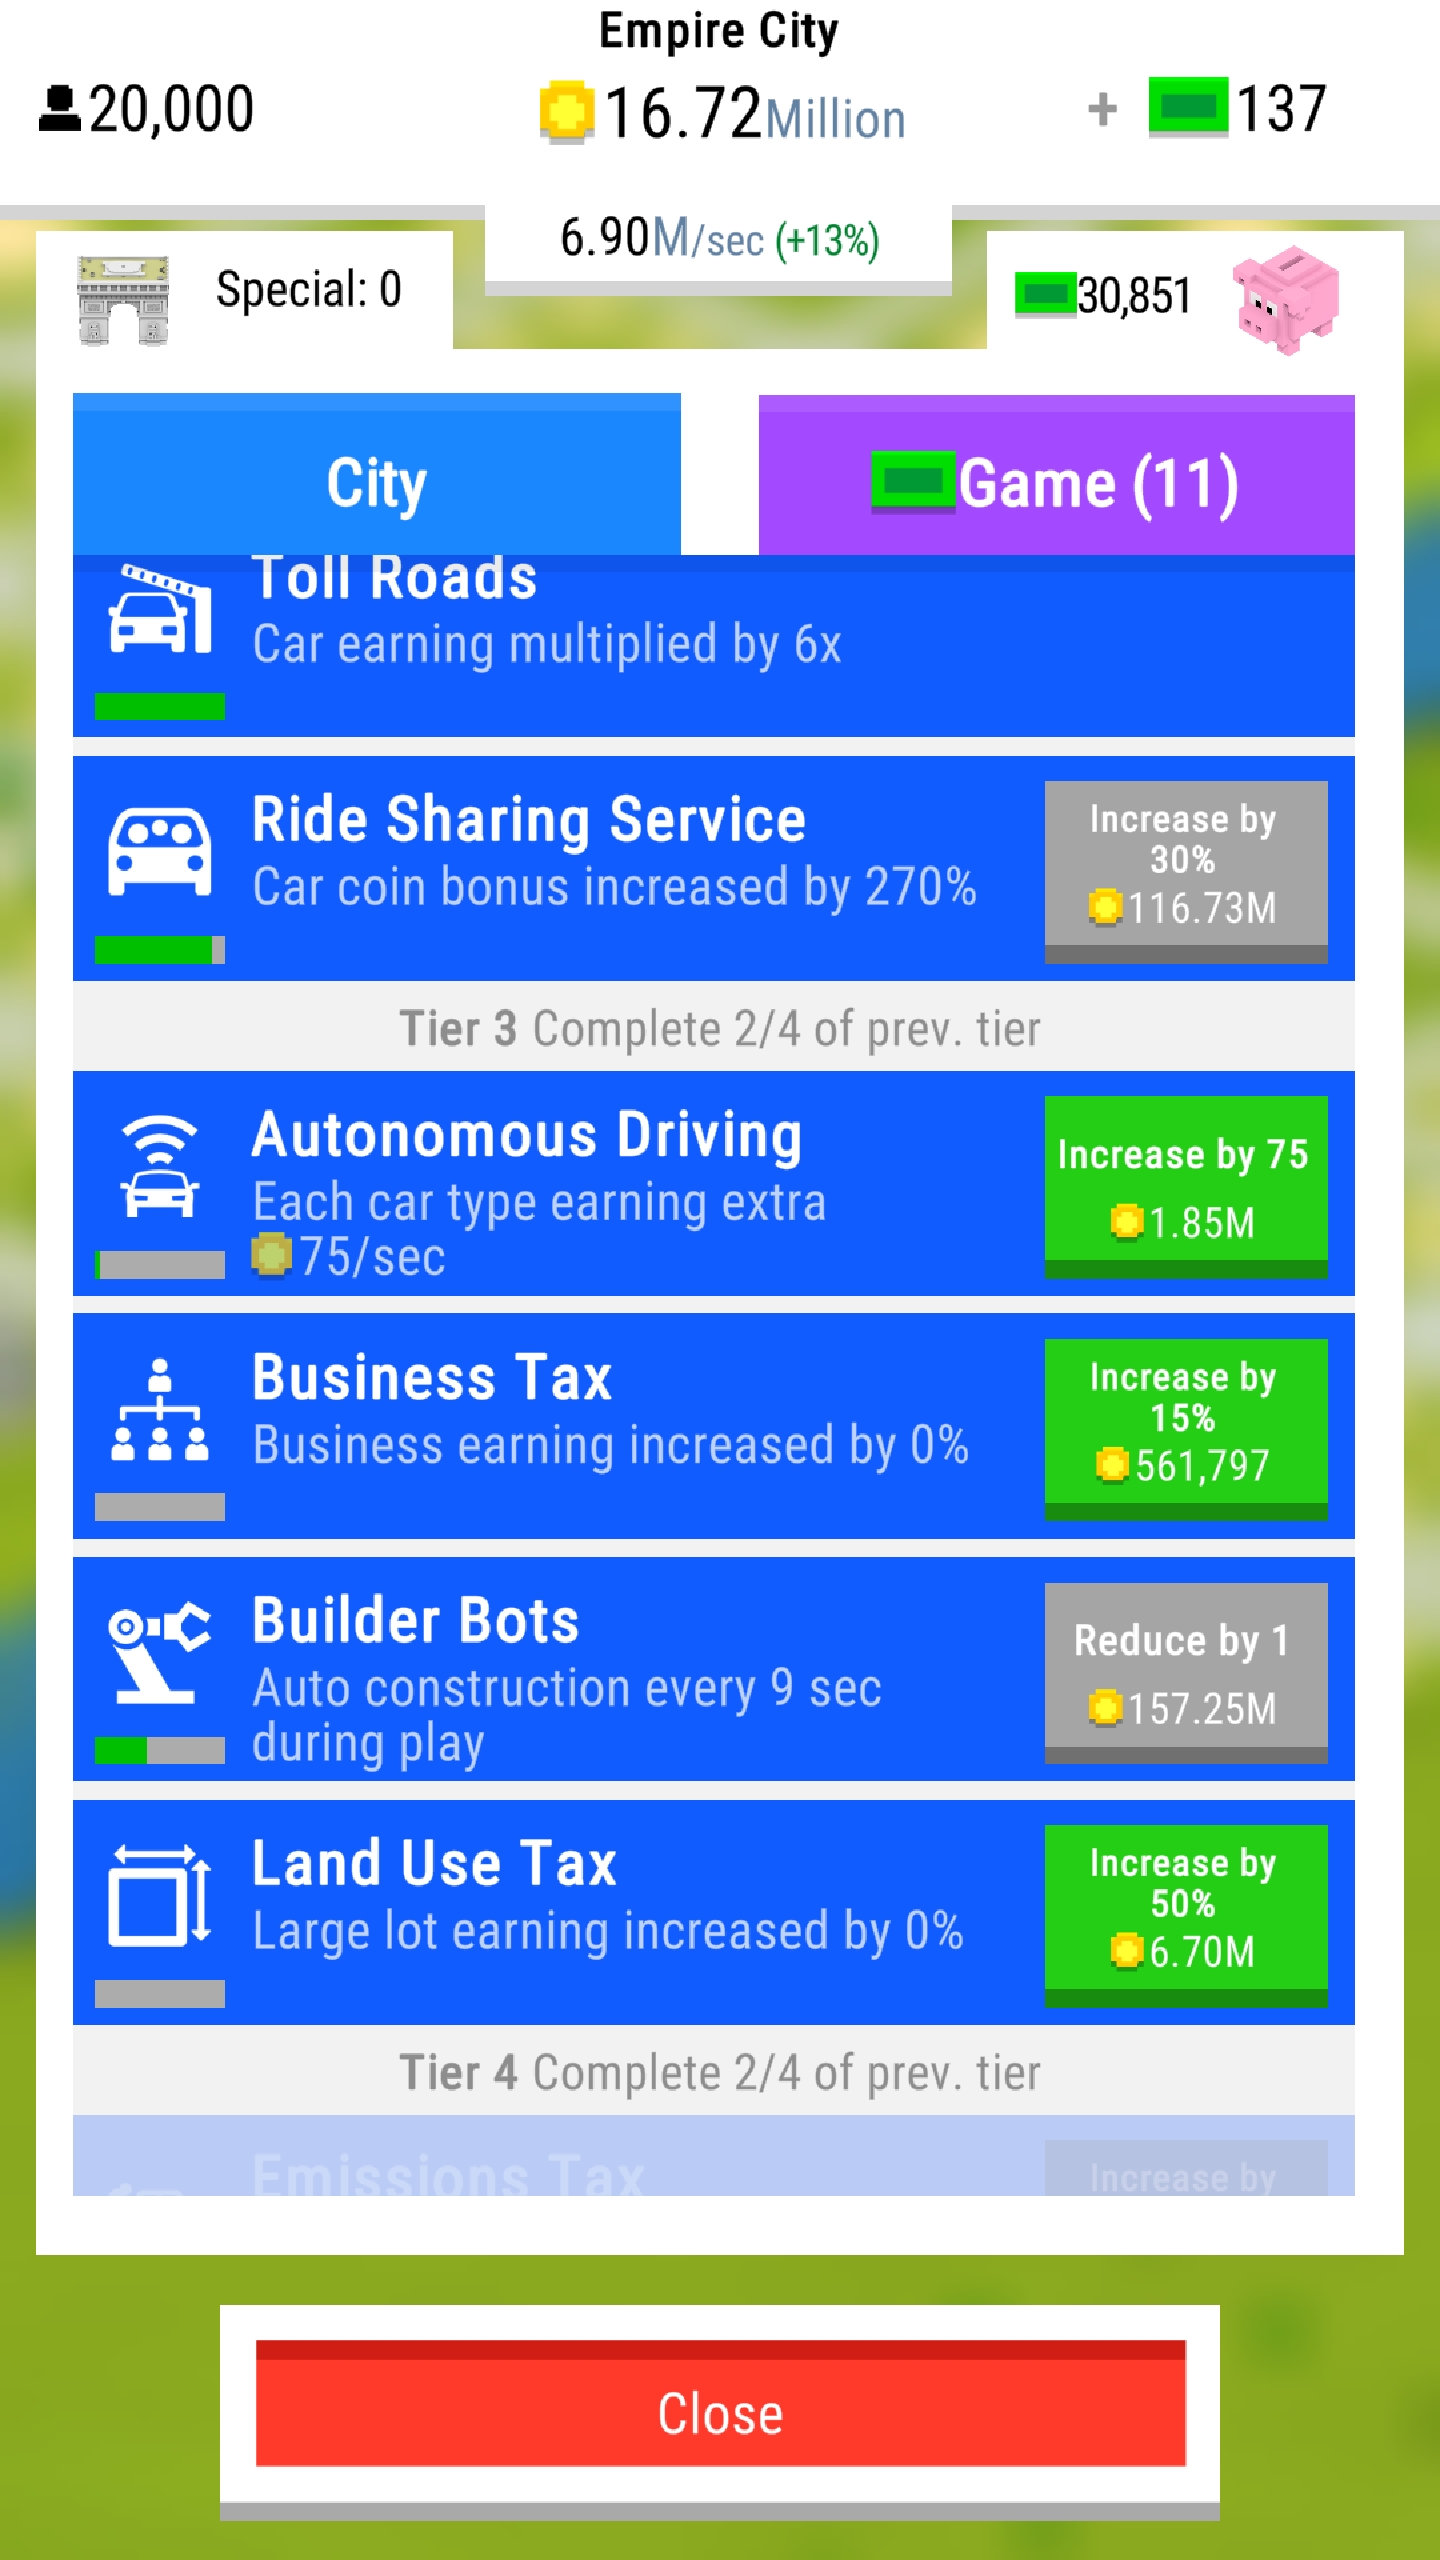 Empire City
20,000
16.72Million
+ 137
6.90M/sec (+13%)
Special: 0
30,851
City
Game (11)
Toll Roads
Car earning multiplied by 6x
Ride Sharing Service
Car coin bonus increased by 270%
Increase by
30%
116.73M
Tier 3 Complete 2/4 of prev. tier
Autonomous Driving
Each car type earning extra
75/sec
Increase by 75
1.85M
Business Tax
Business earning increased by 0%
Increase by
15%
561,797
Builder Bots
Auto construction every 9 sec
during play
Reduce by 1
157.25M
Land Use Tax
Large lot earning increased by 0%
Increase by
50%
6.70M
Tier 4 Complete 2/4 of prev. tier
Emissions Tax
Increase by
Close